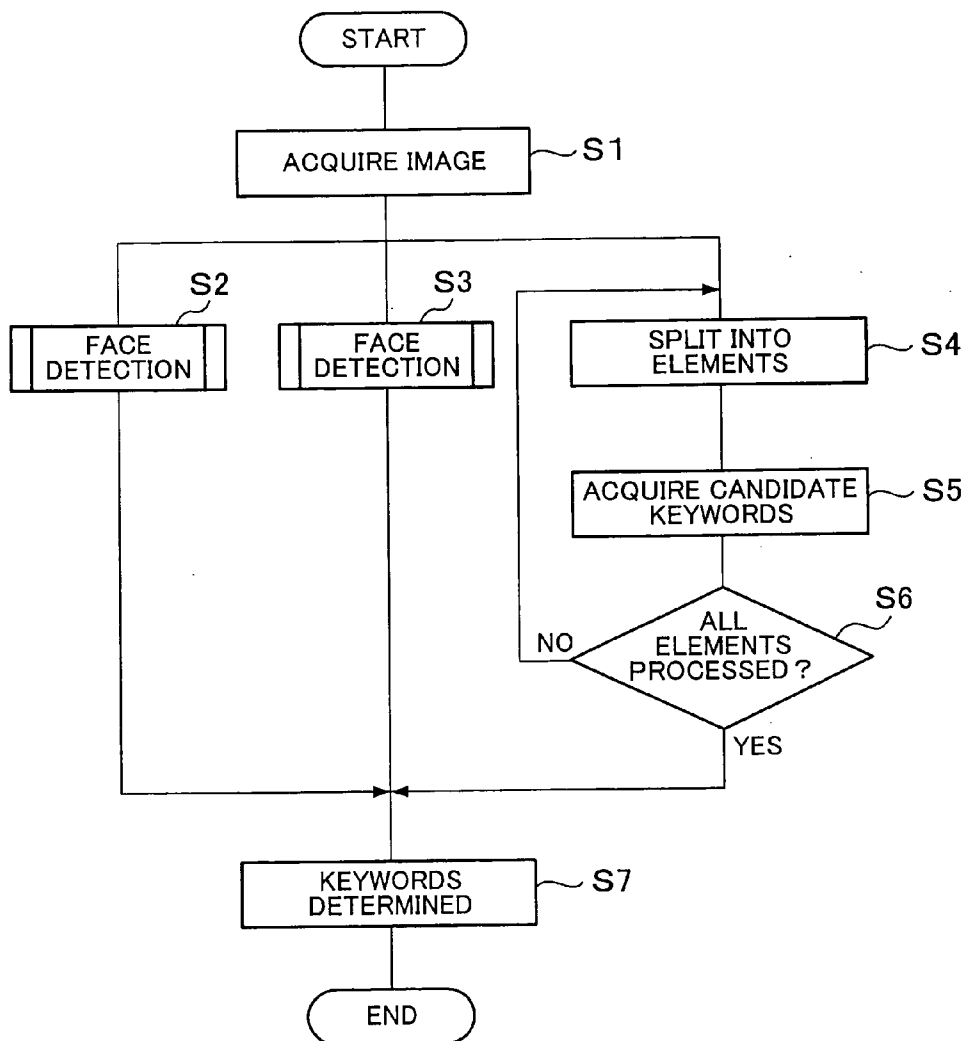 START
ACQUIRE IMAGE
S1
S2
FACE
DETECTION
S3
FACE
DETECTION
SPLIT INTO
ELEMENTS
S4
ACQUIRE CANDIDATE
KEYWORDS
S5
ALL
ELEMENTS
PROCESSED ?
S6
NO
YES
KEYWORDS
DETERMINED
S7
END